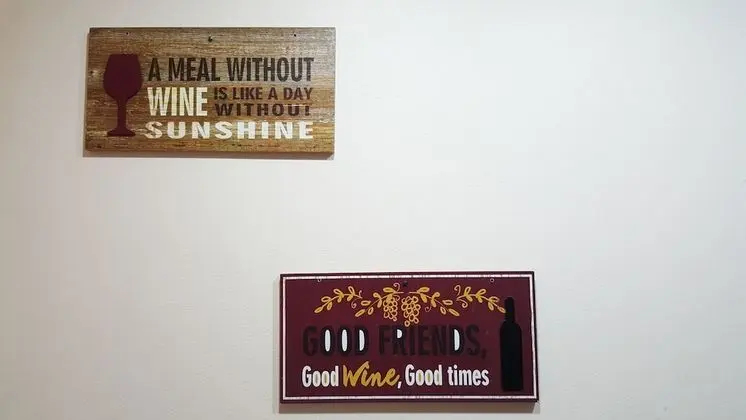 A MEAL WITHOUT
WINE IS LIKE A DAY
WITHOUT
SUNSHINE
GOOD FRIENDS,
Good Wine, Good times